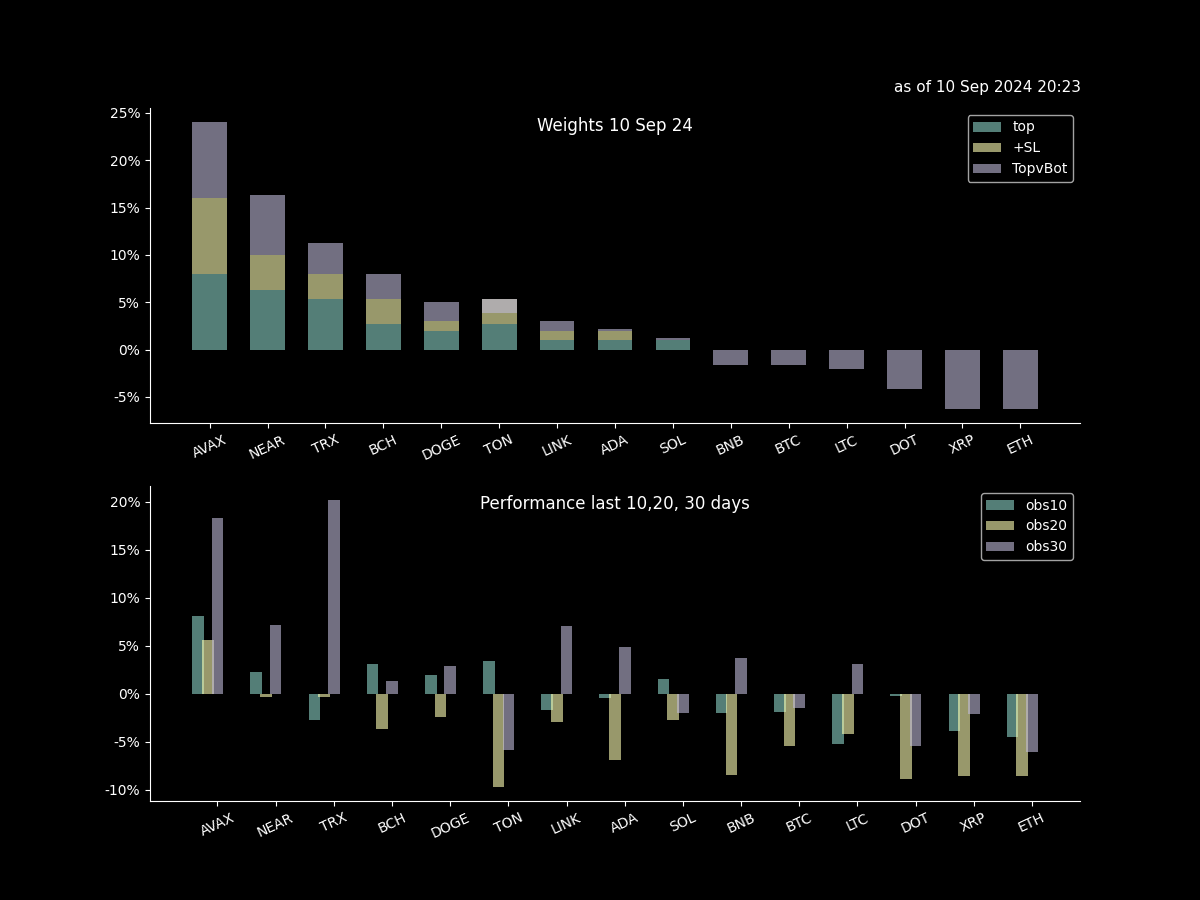 as of 10 Sep 2024 20:23
Weights 10 Sep 24
25%
20%
15%
10%
5%
0%
-5%
top
+SL
TopvBot
AVAX NEAR TRX BCH DOGE TON LINK ADA SOL BNB BTC LTC DOT XRP ETH
Performance last 10,20, 30 days
20%
15%
10%
5%
0%
-5%
-10%
obs10
obs20
obs30
AVAX NEAR TRX BCH DOGE TON LINK ADA SOL BNB BTC LTC DOT XRP ETH